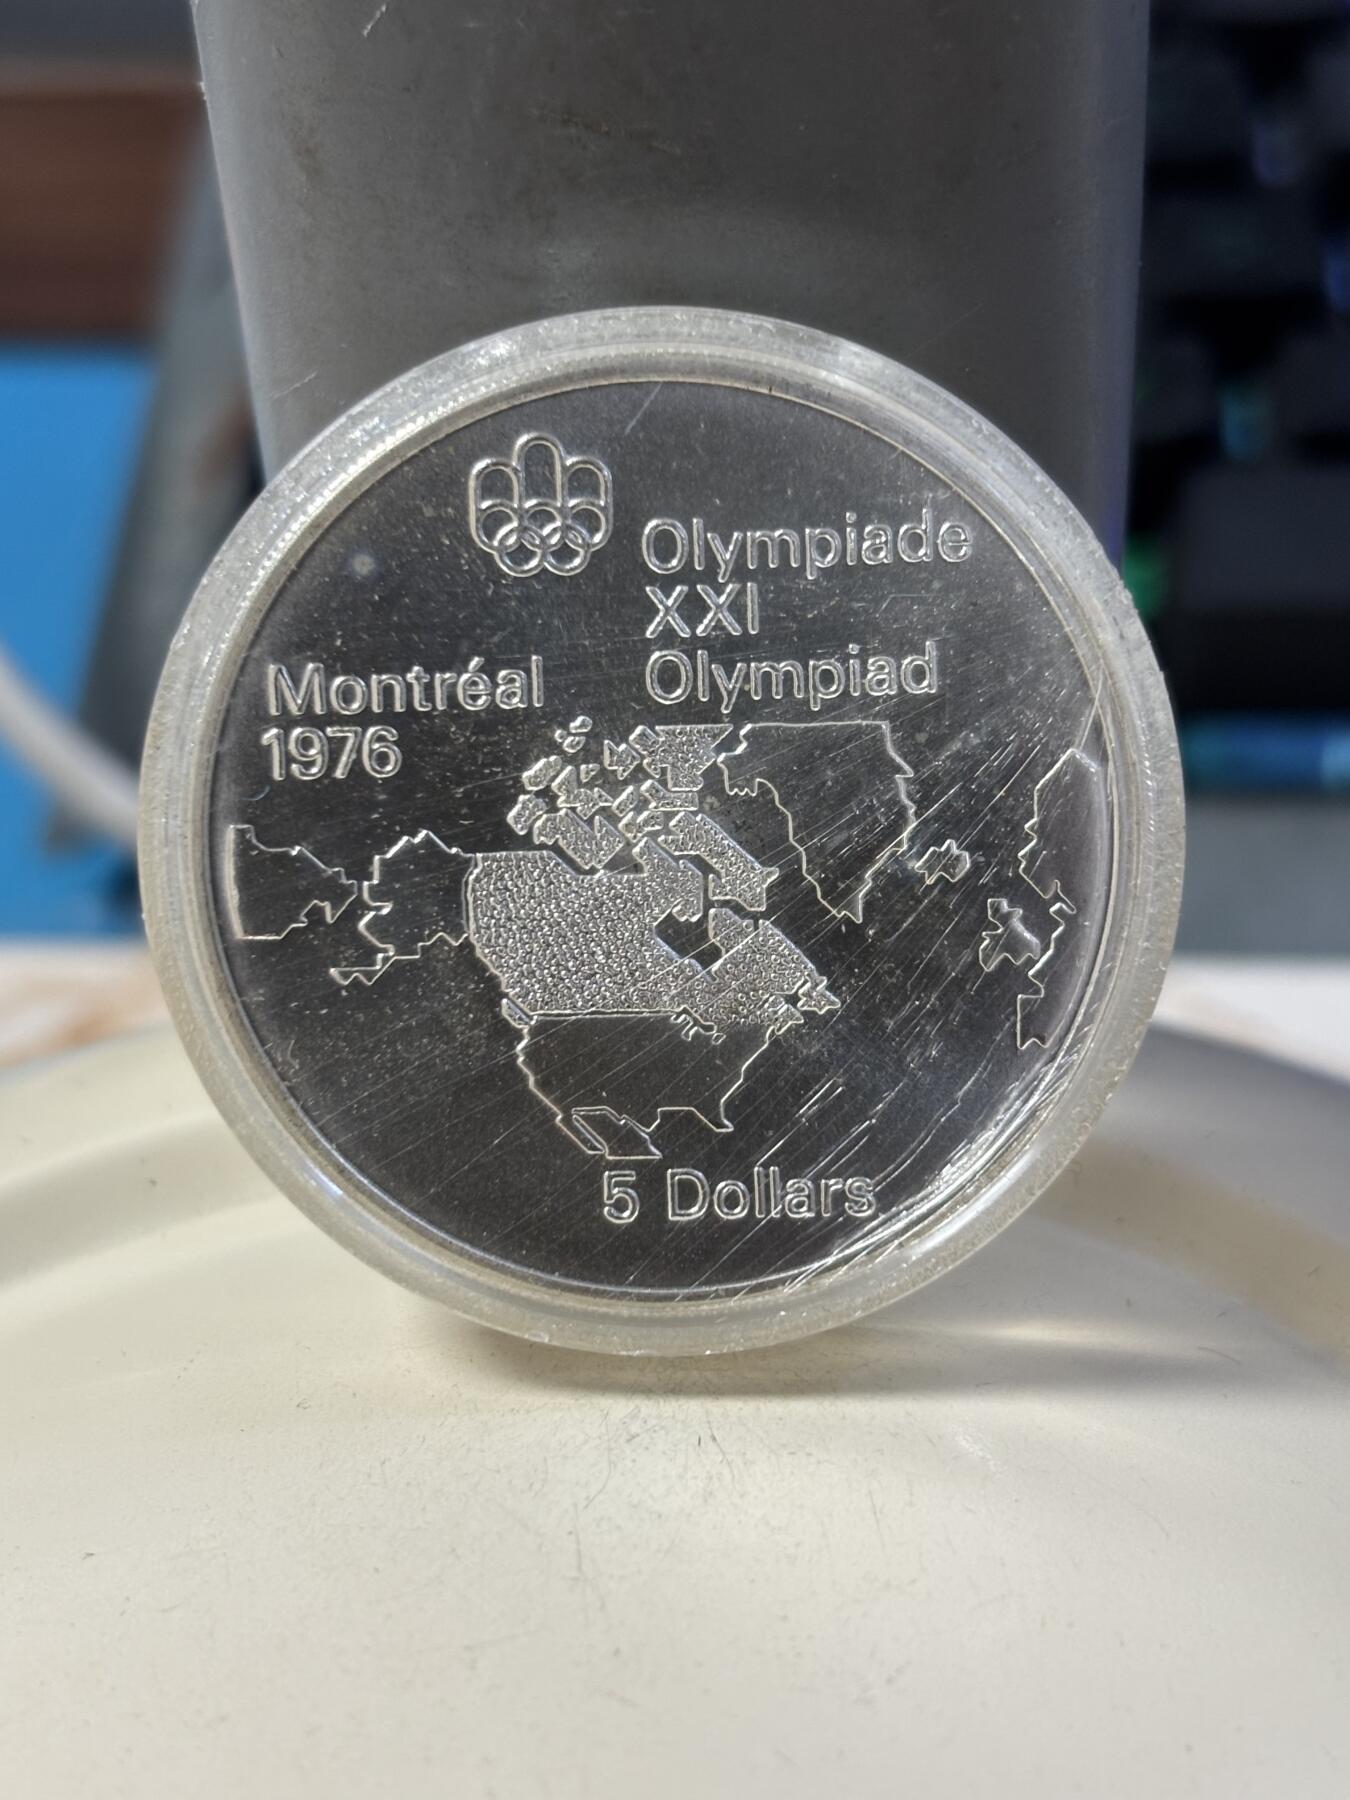 Olympiade
XXI
Olympiad
Montréal
1976
5 Dollars